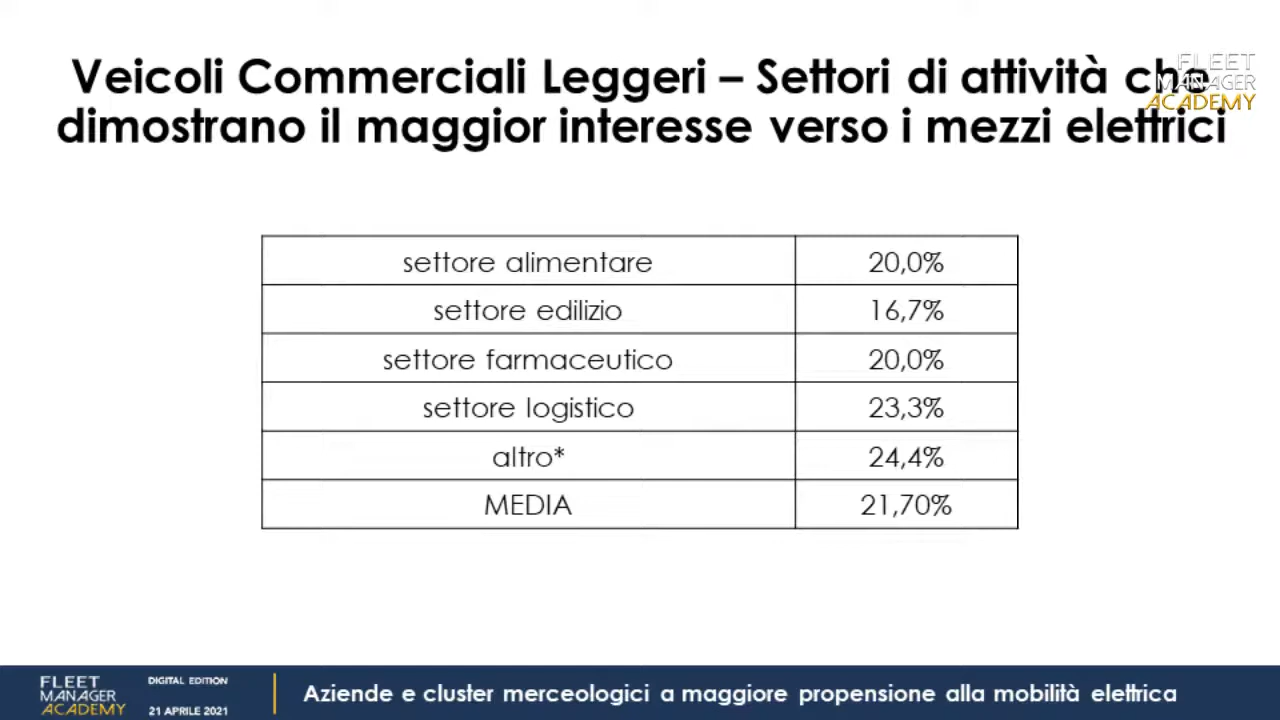 Veicoli Commerciali Leggeri – Settori di attività che
dimostrano il maggior interesse verso i mezzi elettrici
FLEET
MANAGER
ACADEMY
settore alimentare 20,0%
settore edilizio 16,7%
settore farmaceutico 20,0%
settore logistico 23,3%
altro* 24,4%
MEDIA 21,70%
FLEET
MANAGER
ACADEMY
DIGITAL EDITION
21 APRILE 2021
Aziende e cluster merceologici a maggiore propensione alla mobilità elettrica